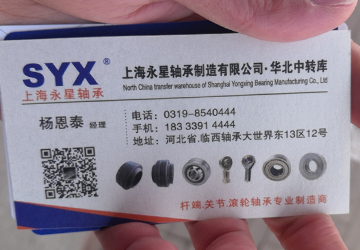 SYX®
上海永星轴承
上海永星轴承制造有限公司·华北中转库
North China transfer warehouse of Shanghai Yongxing Bearing Manufacturing Co., Ltd
杨恩泰 经理
电话：0319-8540444
手机：183 3391 4444
地址：河北省.临西轴承大世界东13区12号
杆端.关节.滚轮轴承专业制造商